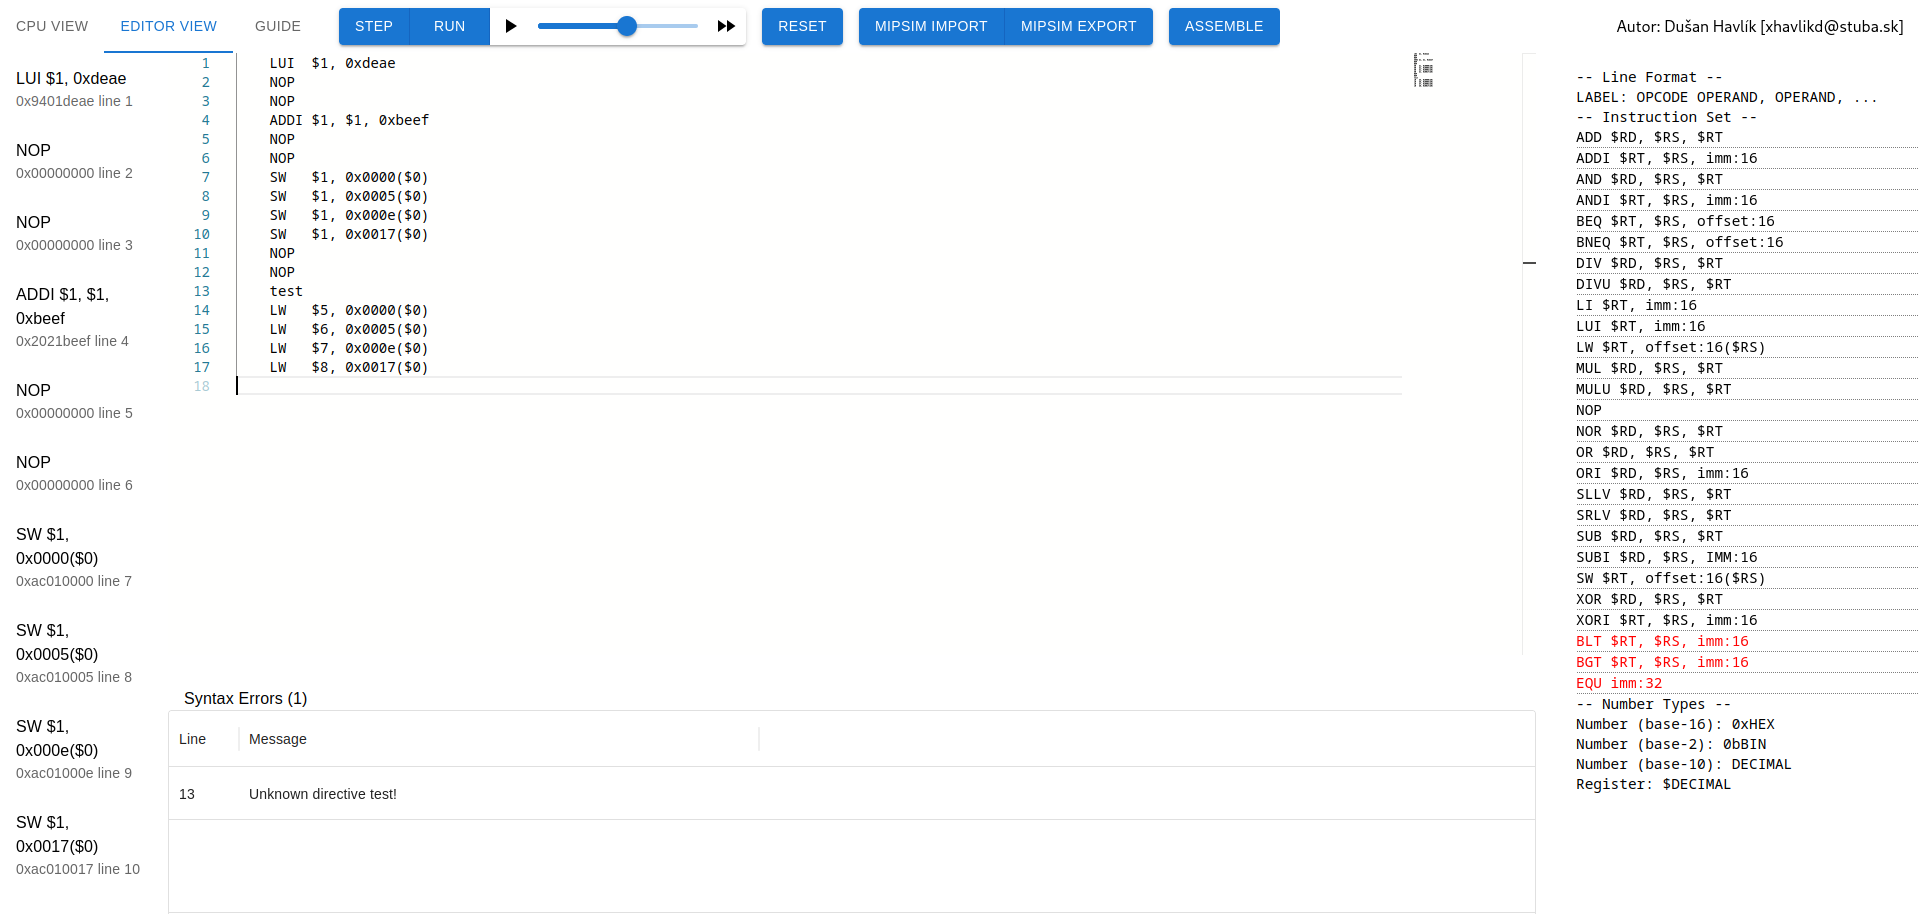 CPU VIEW EDITOR VIEW GUIDE STEP RUN RESET MIPSIM IMPORT MIPSIM EXPORT ASSEMBLE Autor: Dušan Havlík [xhavlikd@stuba.sk]
LUI $1, 0xdeae
0x9401deae line 1
NOP
0x00000000 line 2
NOP
0x00000000 line 3
ADDI $1, $1,
0xbeef
0x2021beef line 4
NOP
0x00000000 line 5
NOP
0x00000000 line 6
SW $1,
0x0000($0)
0xac010000 line 7
SW $1,
0x0005($0)
0xac010005 line 8
SW $1,
0x000e($0)
0xac01000e line 9
SW $1,
0x0017($0)
0xac010017 line 10
1 LUI $1, 0xdeae
2 NOP
3 NOP
4 ADDI $1, $1, 0xbeef
5 NOP
6 NOP
7 SW $1, 0x0000($0)
8 SW $1, 0x0005($0)
9 SW $1, 0x000e($0)
10 SW $1, 0x0017($0)
11 NOP
12 NOP
13 test
14 LW $5, 0x0000($0)
15 LW $6, 0x0005($0)
16 LW $7, 0x000e($0)
17 LW $8, 0x0017($0)
18
Syntax Errors (1)
Line Message
13 Unknown directive test!
-- Line Format --
LABEL: OPCODE OPERAND, OPERAND, ...
-- Instruction Set --
ADD $RD, $RS, $RT
ADDI $RT, $RS, imm:16
AND $RD, $RS, $RT
ANDI $RT, $RS, imm:16
BEQ $RT, $RS, offset:16
BNEQ $RT, $RS, offset:16
DIV $RD, $RS, $RT
DIVU $RD, $RS, $RT
LI $RT, imm:16
LUI $RT, imm:16
LW $RT, offset:16($RS)
MUL $RD, $RS, $RT
MULU $RD, $RS, $RT
NOP
NOR $RD, $RS, $RT
OR $RD, $RS, $RT
ORI $RD, $RS, imm:16
SLLV $RD, $RS, $RT
SRLV $RD, $RS, $RT
SUB $RD, $RS, $RT
SUBI $RD, $RS, IMM:16
SW $RT, offset:16($RS)
XOR $RD, $RS, $RT
XORI $RT, $RS, imm:16
BLT $RT, $RS, imm:16
BGT $RT, $RS, imm:16
EQU imm:32
-- Number Types --
Number (base-16): 0xHEX
Number (base-2): 0bBIN
Number (base-10): DECIMAL
Register: $DECIMAL